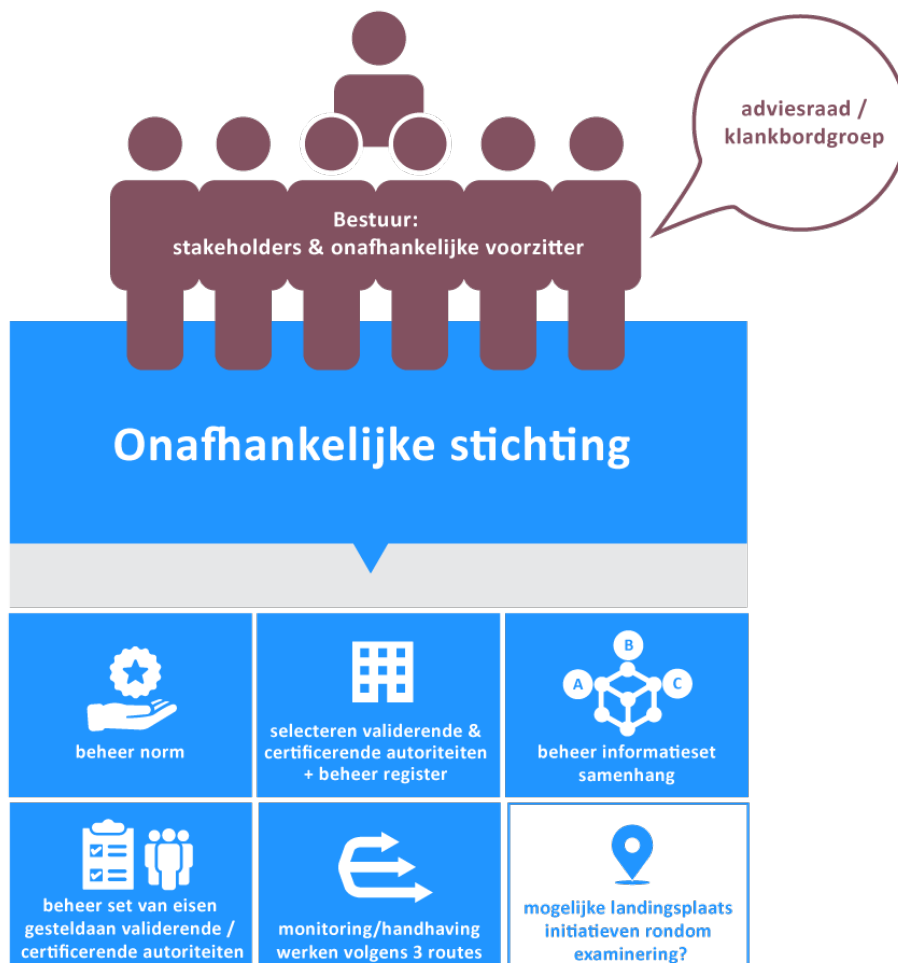 adviesraad /
klankbordgroep
Bestuur:
stakeholders & onafhankelijke voorzitter
Onafhankelijke stichting
beheer norm
selecteren validerende &
certificerende autoriteiten
+ beheer register
A
B
C
beheer informatieset
samenhang
beheer set van eisen
gesteldaan validerende /
certificerende autoriteiten
monitoring/handhaving
werken volgens 3 routes
mogelijke landingsplaats
initiatieven rondom
examinering?